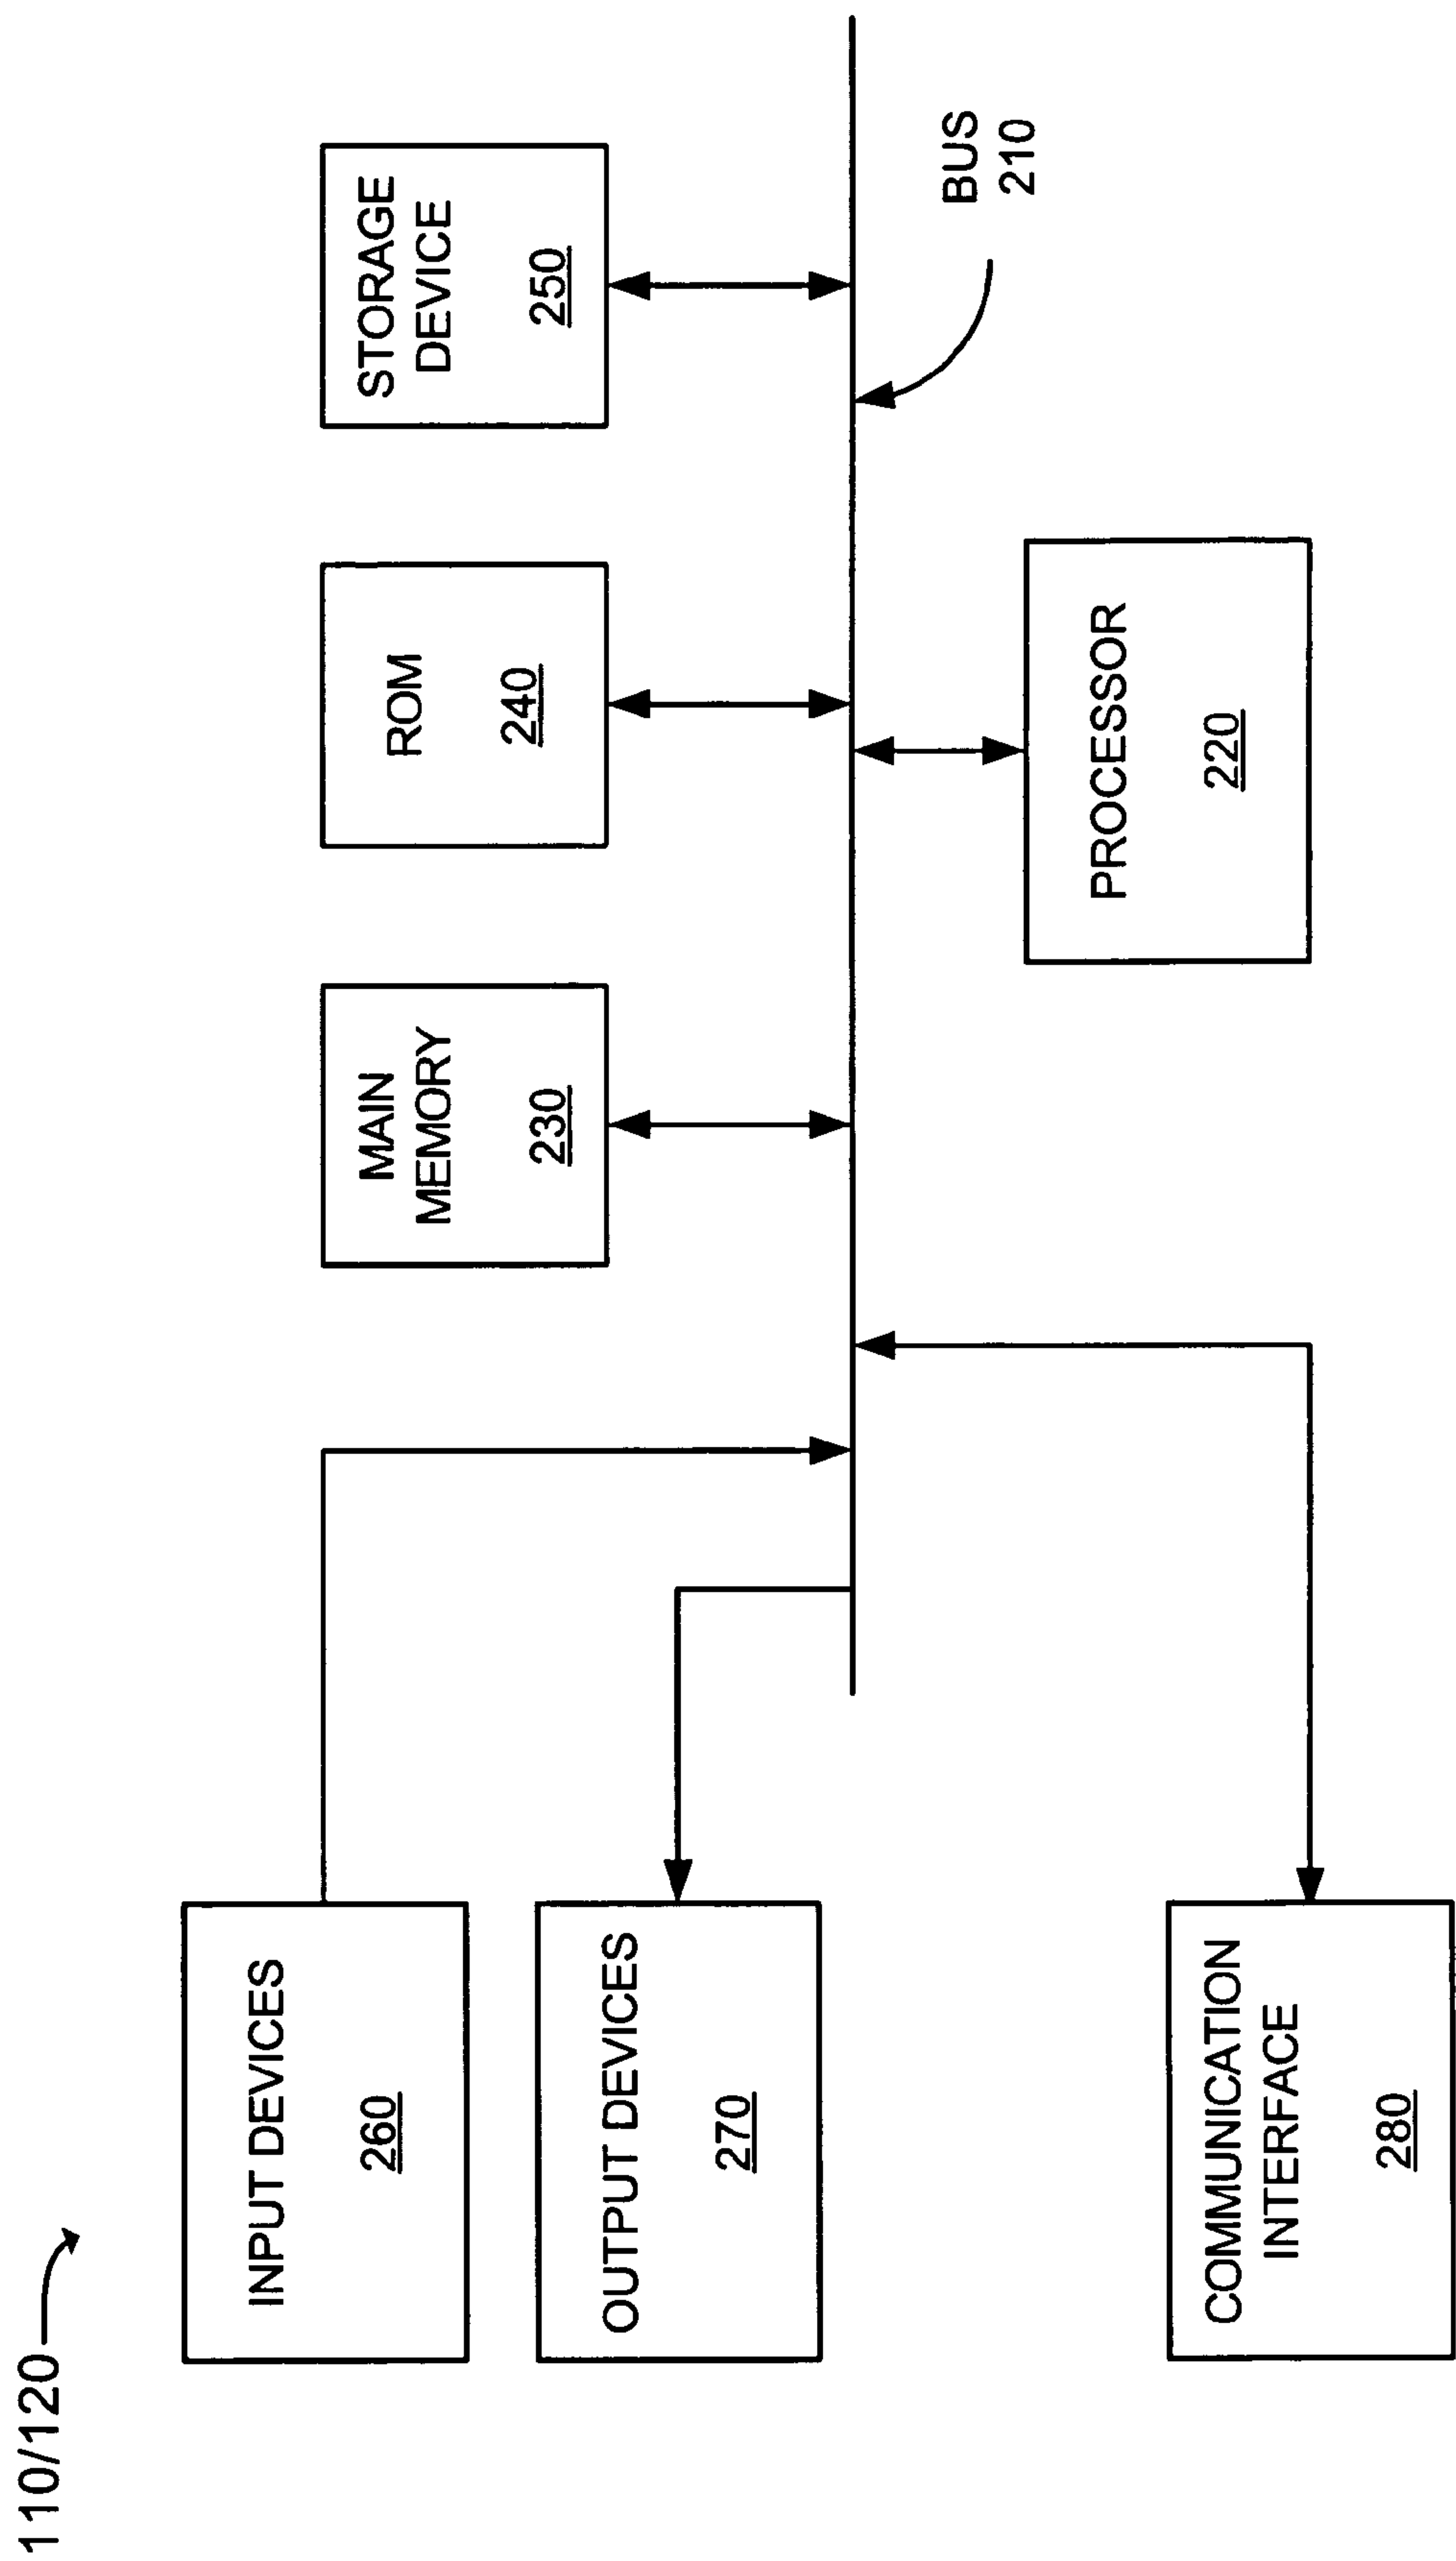 110/120
INPUT DEVICES
260
OUTPUT DEVICES
270
COMMUNICATION
INTERFACE
280
MAIN
MEMORY
230
ROM
240
STORAGE
DEVICE
250
PROCESSOR
220
BUS
210